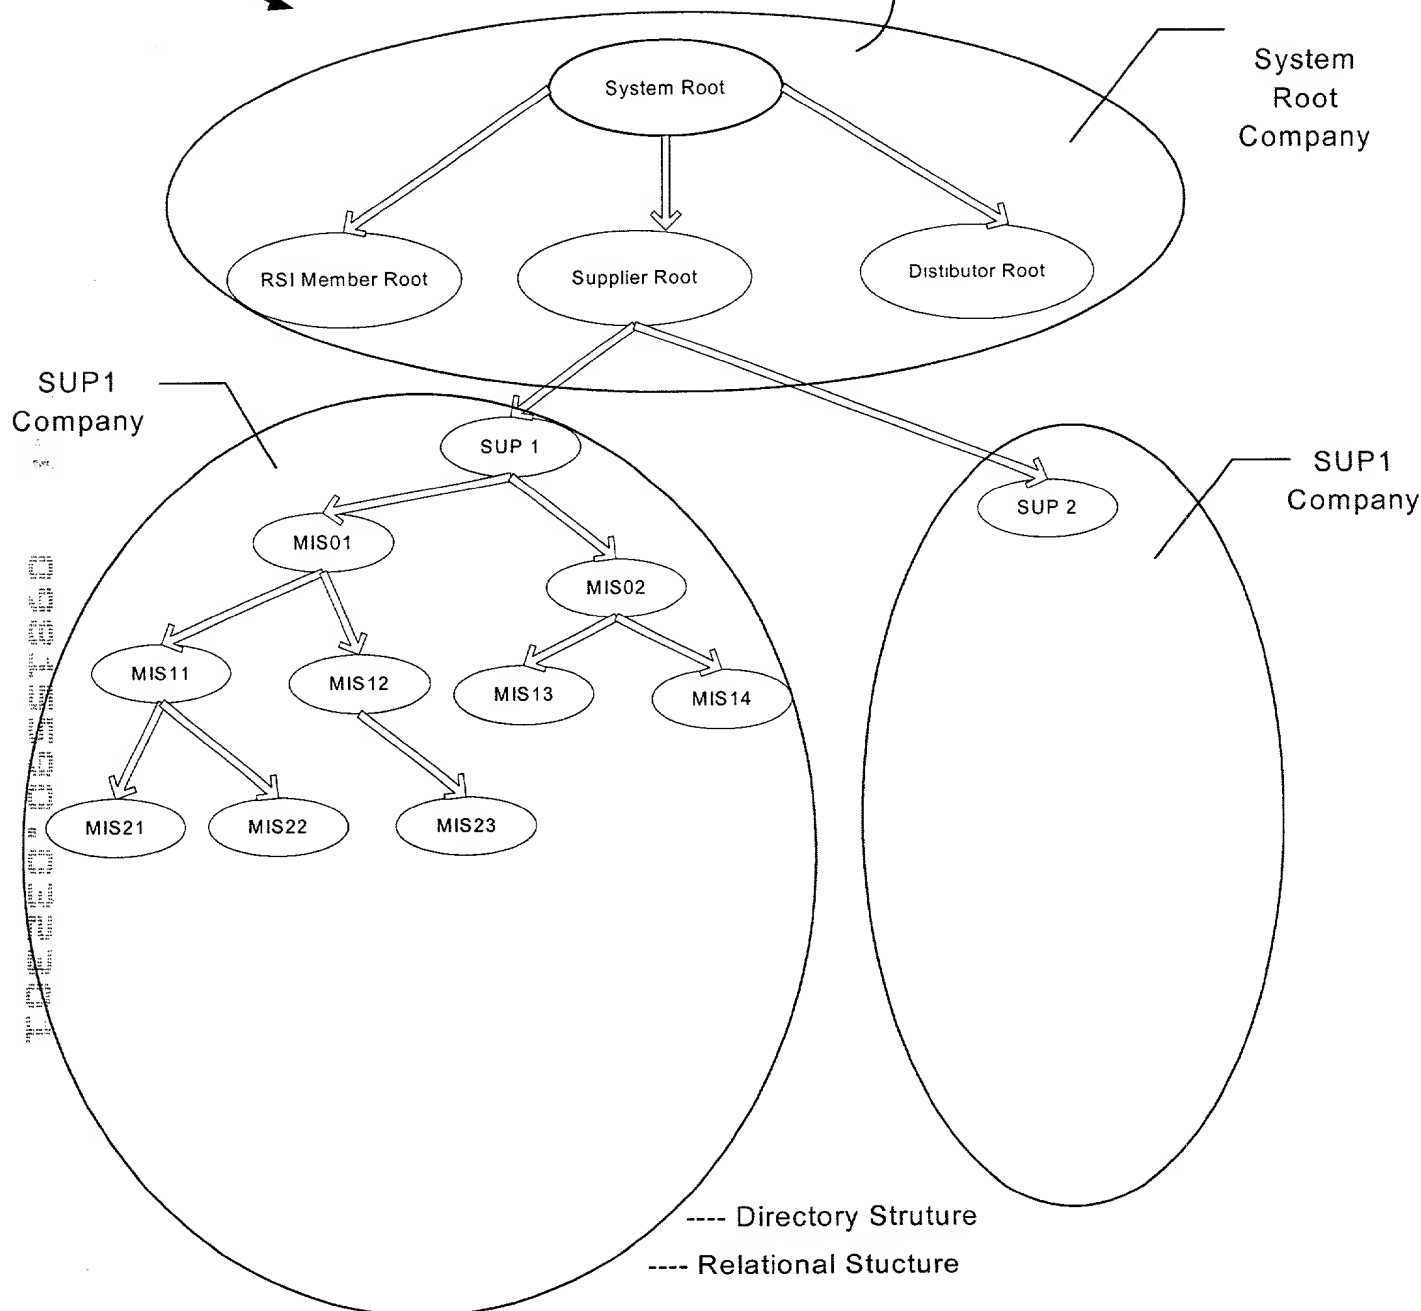 System Root
System
Root
Company
RSI Member Root
Supplier Root
Distibutor Root
SUP1
Company
SUP 1
SUP1
Company
SUP 2
MIS01
MIS02
MIS11
MIS12
MIS13
MIS14
MIS21
MIS22
MIS23
---- Directory Struture
---- Relational Stucture